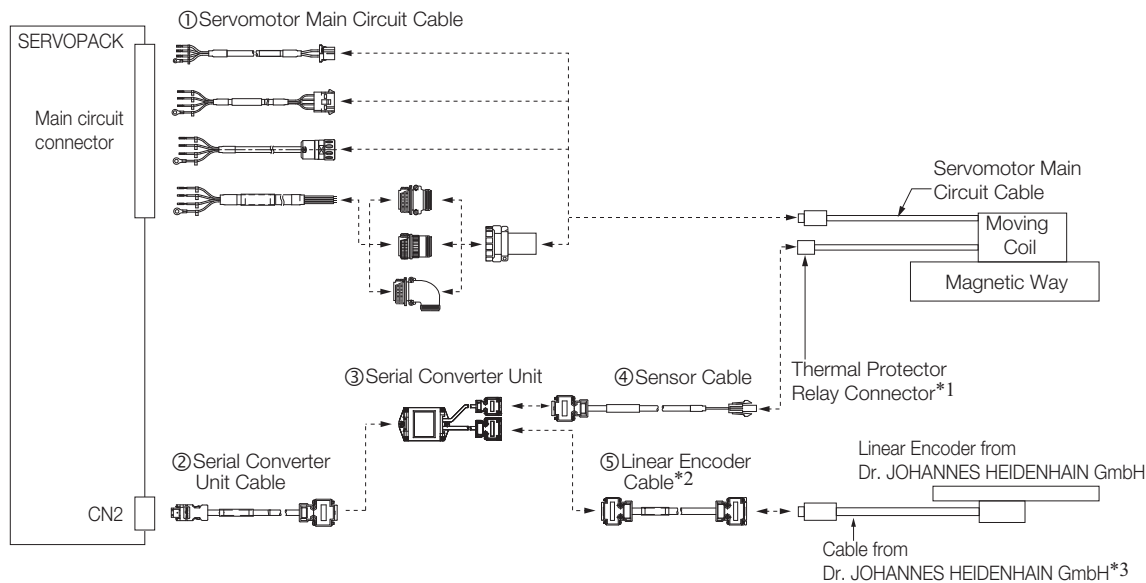 ①Servomotor Main Circuit Cable
SERVOPACK
Main circuit
connector
Servomotor Main
Circuit Cable
Moving
Coil
Magnetic Way
Thermal Protector
Relay Connector*1
③Serial Converter Unit
④Sensor Cable
②Serial Converter
Unit Cable
⑤Linear Encoder
Cable*2
Linear Encoder from
Dr. JOHANNES HEIDENHAIN GmbH
CN2
Cable from
Dr. JOHANNES HEIDENHAIN GmbH*3